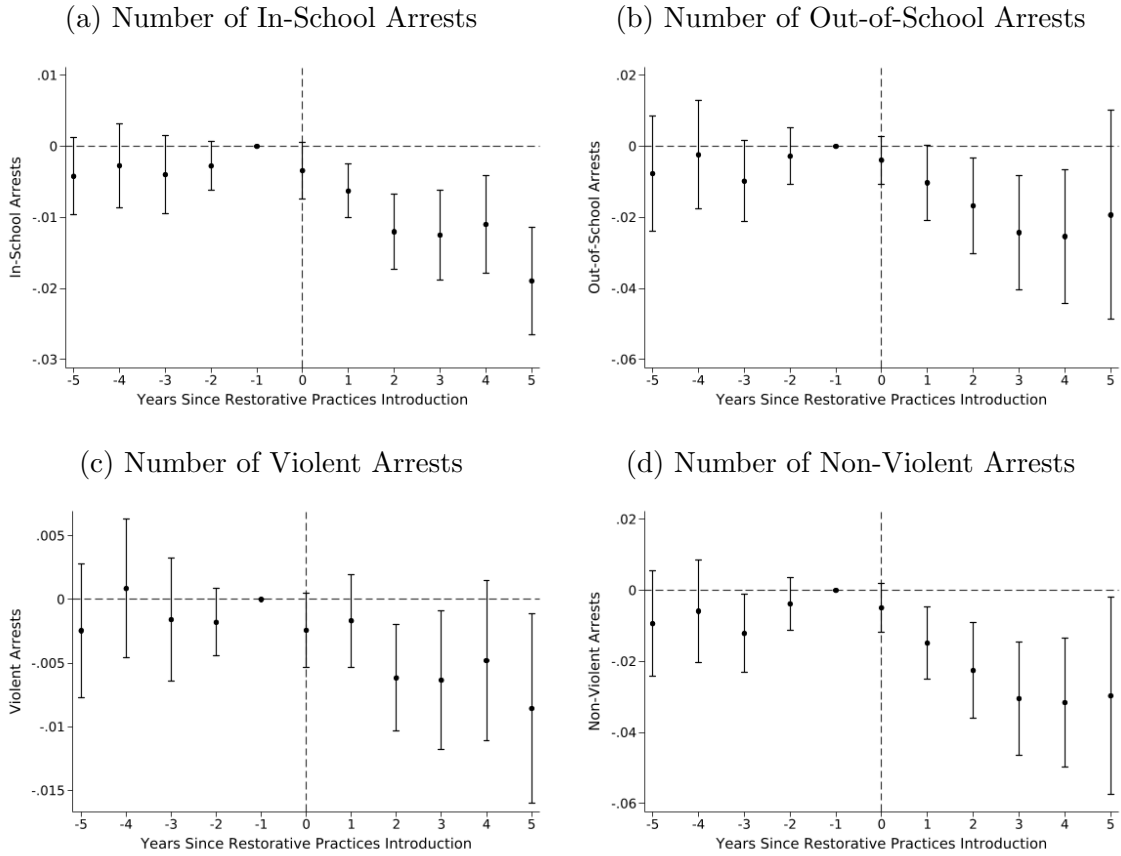 (a) Number of In-School Arrests
.01
0
-.01
-.02
-.03
In-School Arrests
-5 -4 -3 -2 -1 0 1 2 3 4 5
Years Since Restorative Practices Introduction
(b) Number of Out-of-School Arrests
.02
0
-.02
-.04
-.06
Out-of-School Arrests
-5 -4 -3 -2 -1 0 1 2 3 4 5
Years Since Restorative Practices Introduction
(c) Number of Violent Arrests
.005
0
-.005
-.01
-.015
Violent Arrests
-5 -4 -3 -2 -1 0 1 2 3 4 5
Years Since Restorative Practices Introduction
(d) Number of Non-Violent Arrests
.02
0
-.02
-.04
-.06
Non-Violent Arrests
-5 -4 -3 -2 -1 0 1 2 3 4 5
Years Since Restorative Practices Introduction